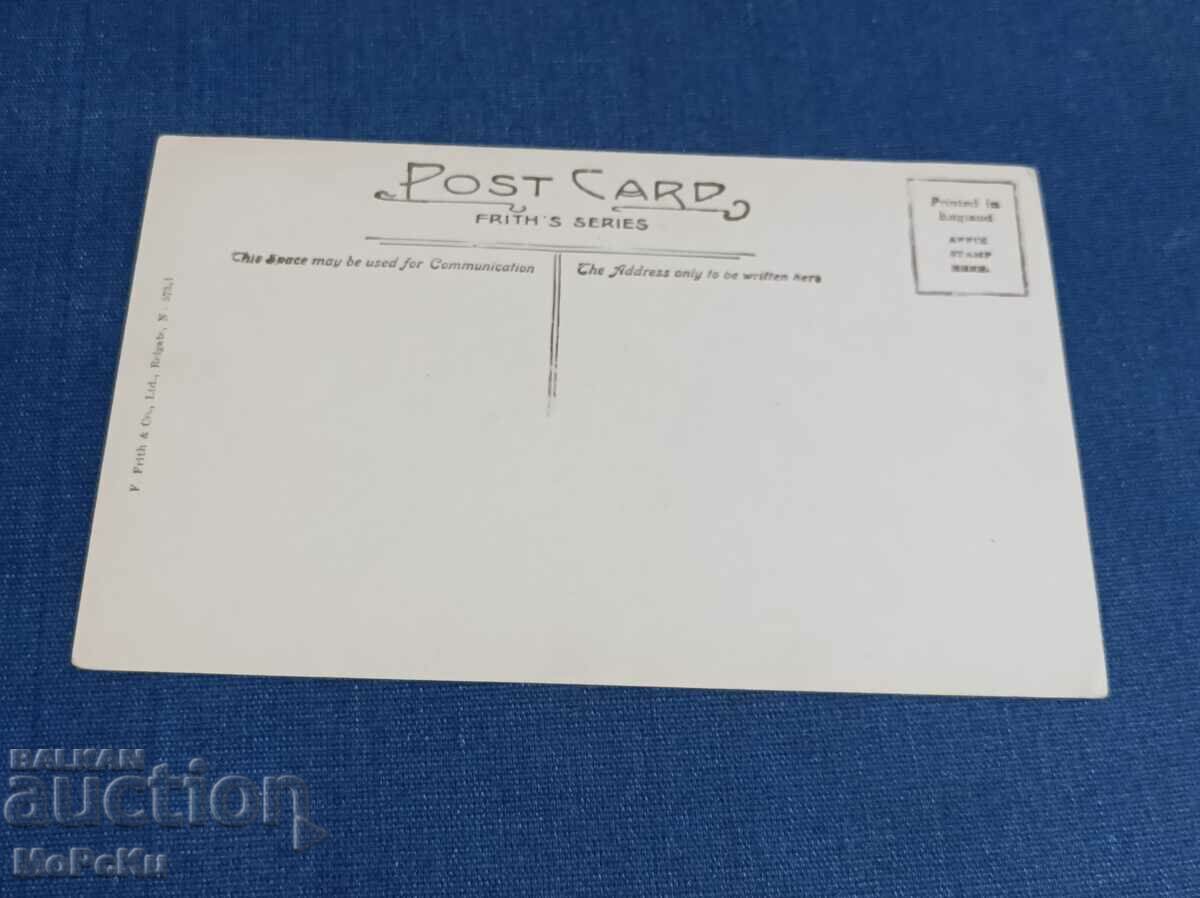 POST CARD
FRITH'S SERIES
This Space may be used for Communication
The Address only to be written here
Printed in
England
AFFIX
STAMP
HERE.
F. Frith & Co., Ltd., Reigate, N
BALKAN
auction
MoPcKu